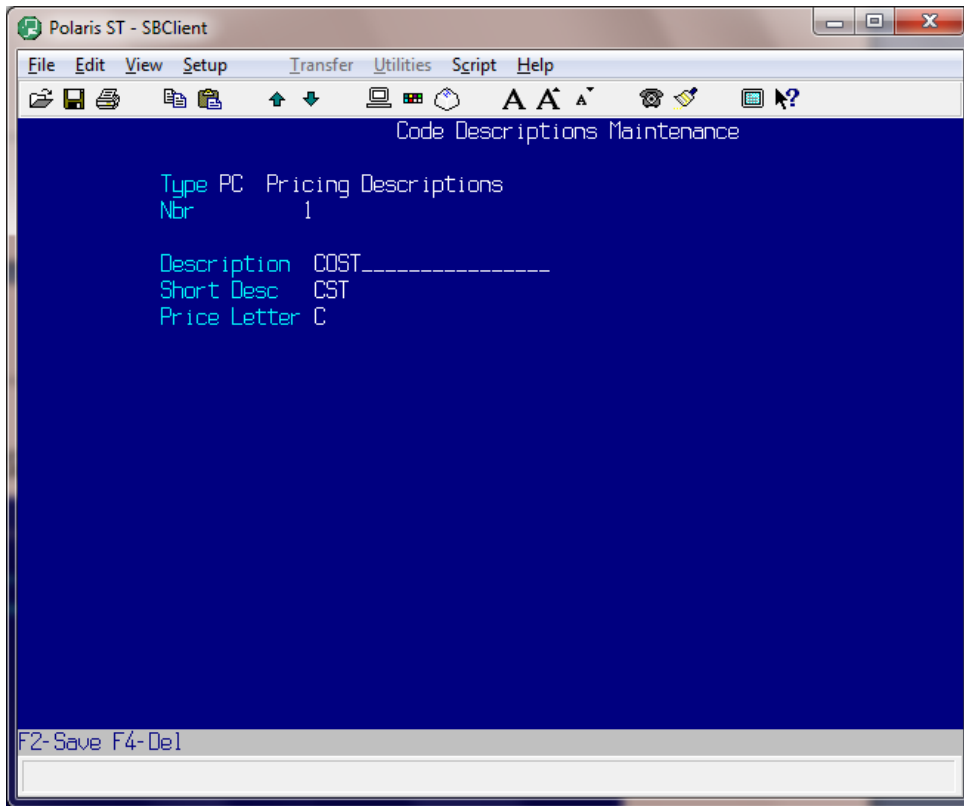 Polaris ST - SBClient
File Edit View Setup Transfer Utilities Script Help
A A A
Code Descriptions Maintenance
Type PC Pricing Descriptions
Nbr 1
Description COST________________
Short Desc CST
Price Letter C
F2-Save F4-Del